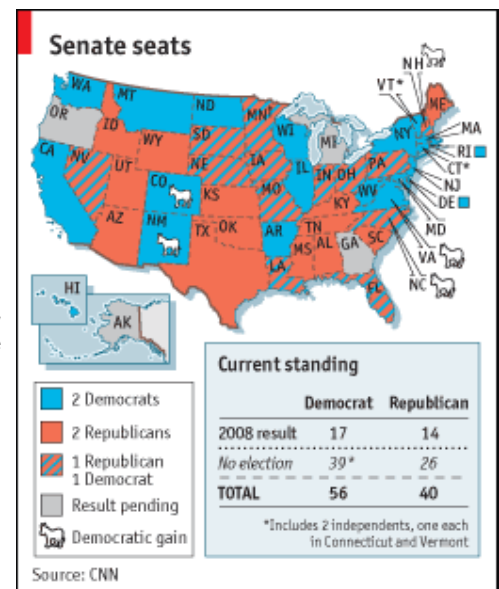 Senate seats
NH
VT*
WA
MT
ND
MN†
OR
ID
SD
WI
MI
NY
ME
MA
WY
RI
CA
NV
UT
NE
IA
IL
IN
OH
PA
CT*
NJ
CO
KS
MO
KY
WV
DE
MD
AZ
NM
TX
OK
AR
TN
VA
MS
AL
GA
SC
NC
LA
FL
HI
AK
2 Democrats
2 Republicans
1 Republican
1 Democrat
Result pending
Democratic gain
Current standing
Democrat Republican
2008 result 17 14
No election 39* 26
TOTAL 56 40
*Includes 2 independents, one each
in Connecticut and Vermont
Source: CNN